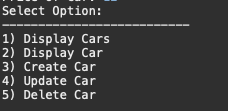 Select Option:
---------------------------
1) Display Cars
2) Display Car
3) Create Car
4) Update Car
5) Delete Car